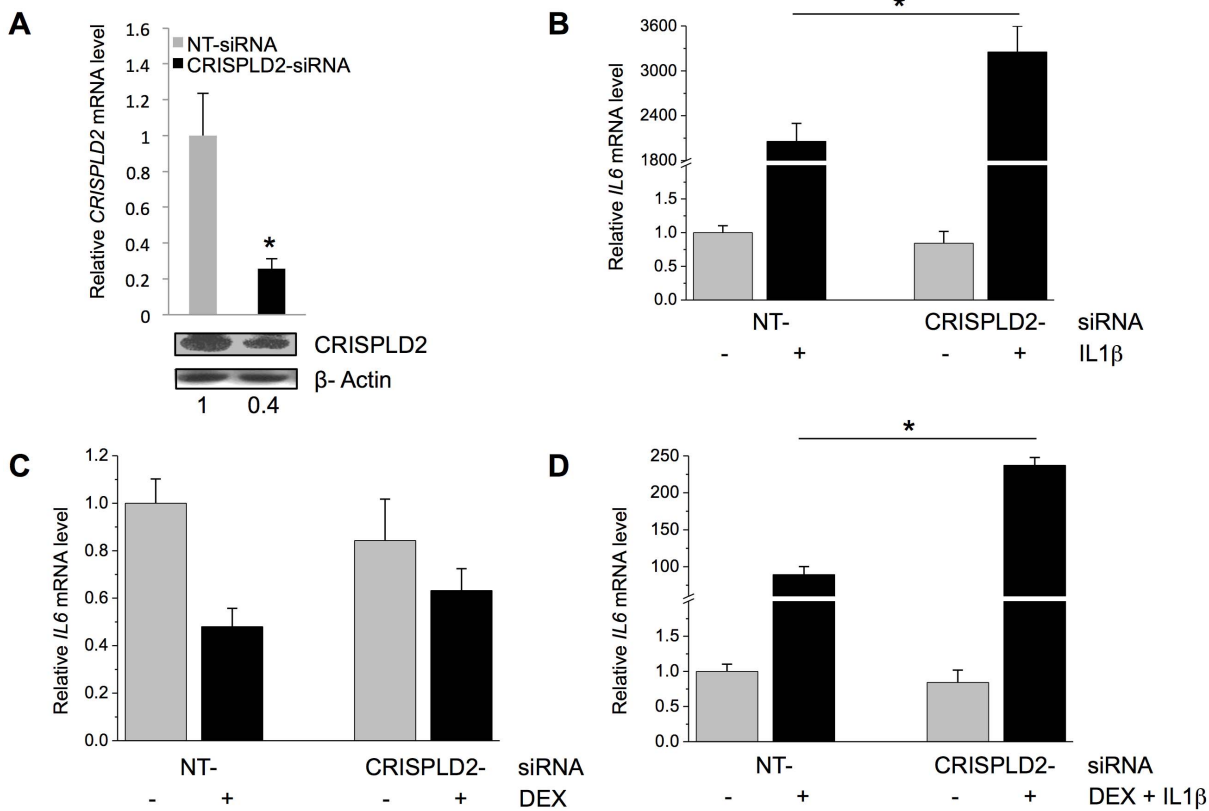 A
Relative CRISPLD2 mRNA level
1.6
1.4
1.2
1
0.8
0.6
0.4
0.2
0
NT-siRNA
CRISPLD2-siRNA
*
CRISPLD2
β- Actin
1 0.4
B
*
Relative IL6 mRNA level
3600
3000
2400
1800
1.5
1.0
0.5
0.0
NT- CRISPLD2- siRNA
- + - + IL1β
C
Relative IL6 mRNA level
1.2
1.0
0.8
0.6
0.4
0.2
0.0
NT- CRISPLD2- siRNA
- + - + DEX
D
*
Relative IL6 mRNA level
250
200
150
100
1.5
1.0
0.5
0.0
NT- CRISPLD2- siRNA
- + - + DEX + IL1β